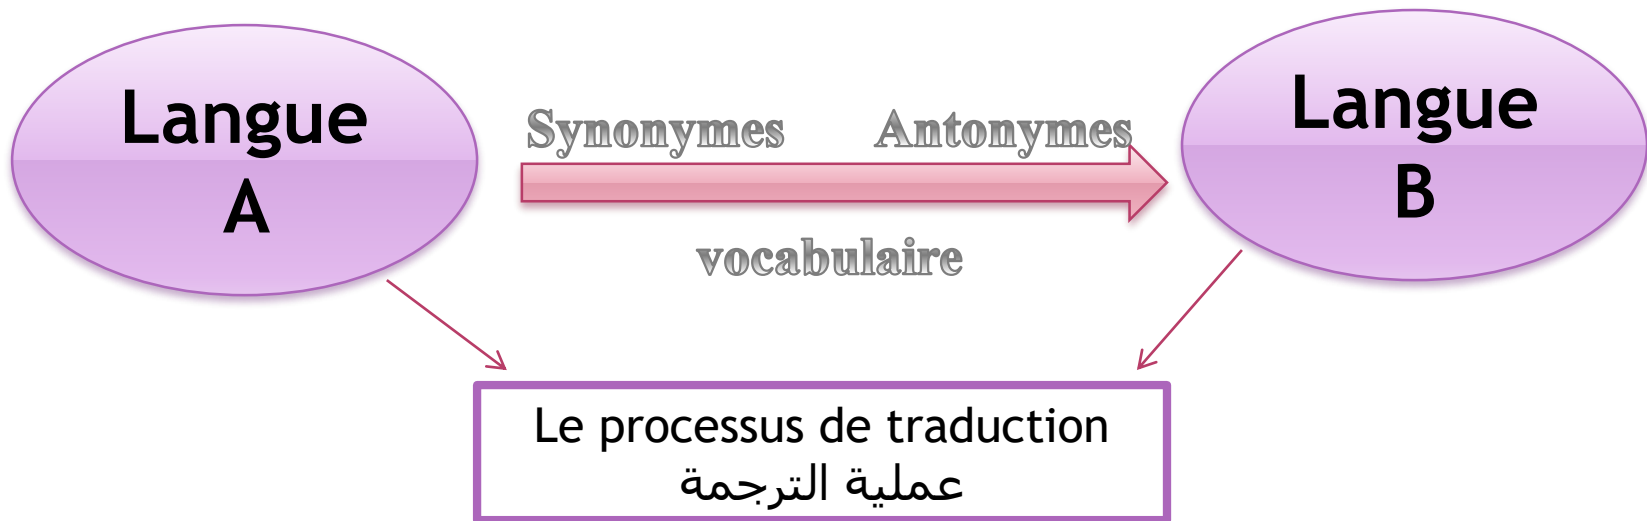 Langue
A
Synonymes Antonymes
vocabulaire
Langue
B
Le processus de traduction
عملية الترجمة